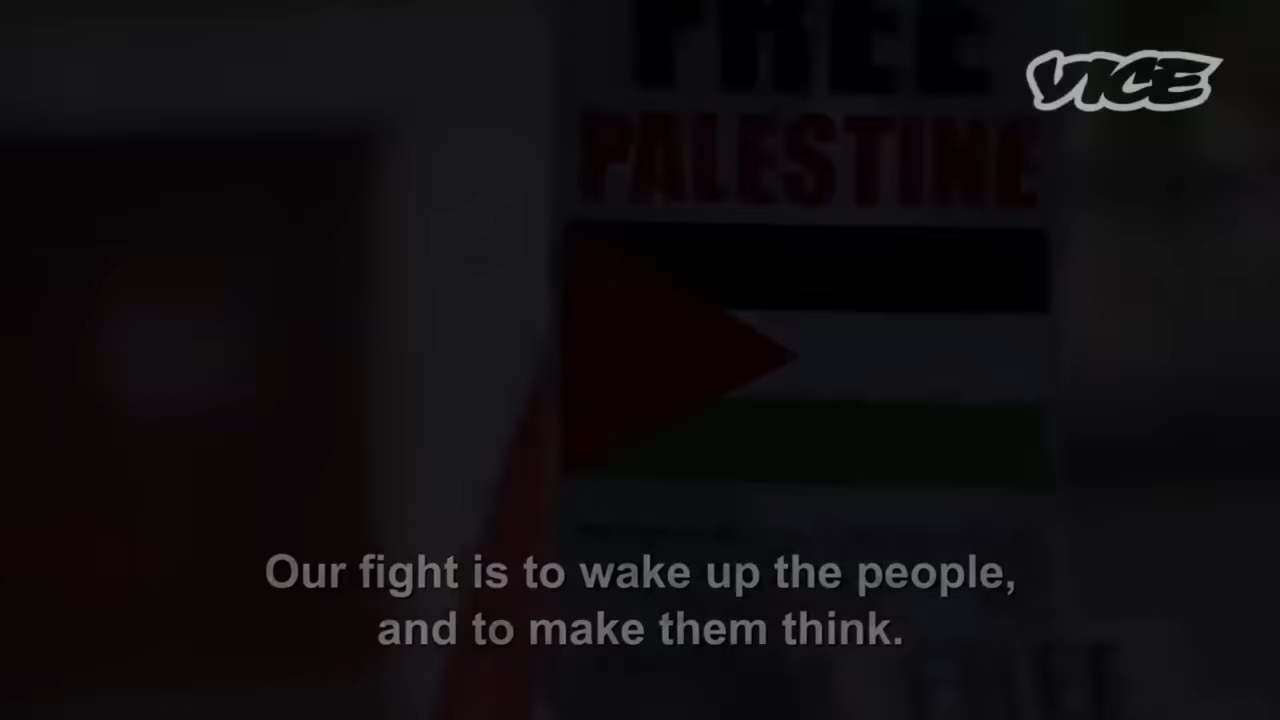 FREE
VICE
PALESTINE
Our fight is to wake up the people,
and to make them think.